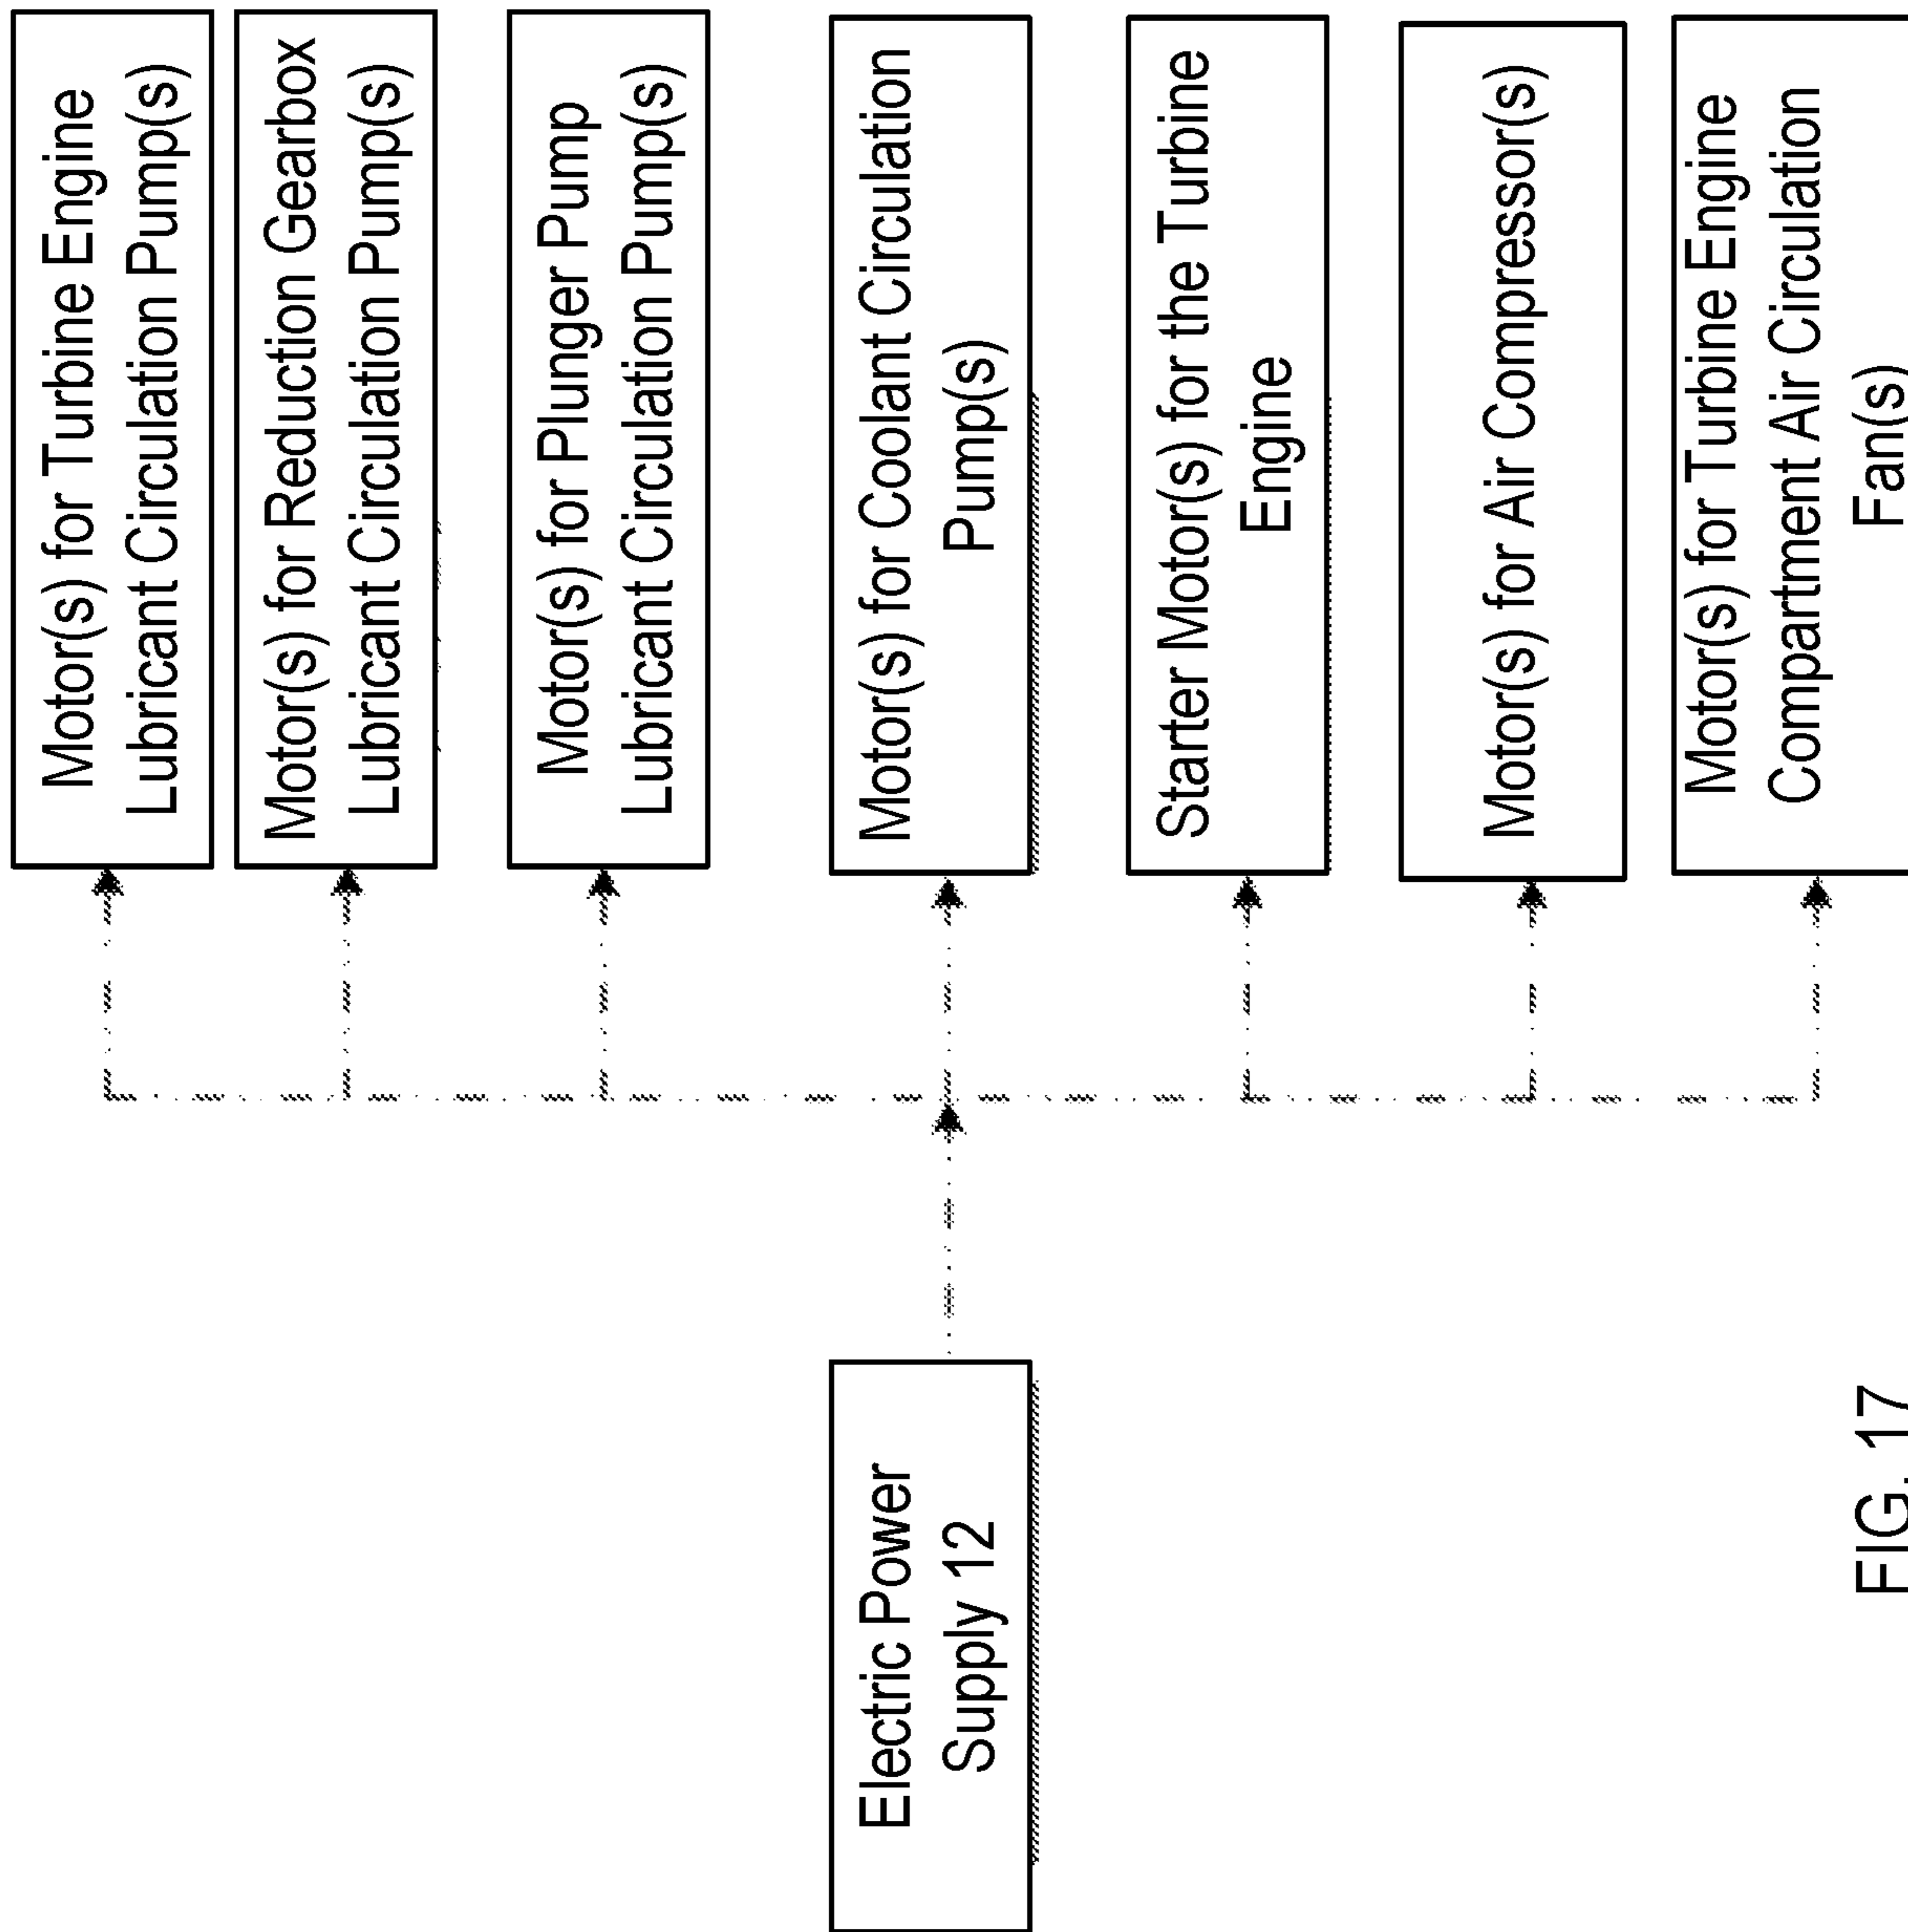 Motor(s) for Turbine Engine
Lubricant Circulation Pump(s)
Motor(s) for Reduction Gearbox
Lubricant Circulation Pump(s)
Motor(s) for Plunger Pump
Lubricant Circulation Pump(s)
Electric Power
Supply 12
Motor(s) for Coolant Circulation
Pump(s)
Starter Motor(s) for the Turbine
Engine
Motor(s) for Air Compressor(s)
Motor(s) for Turbine Engine
Compartment Air Circulation
Fan(s)
FIG. 17